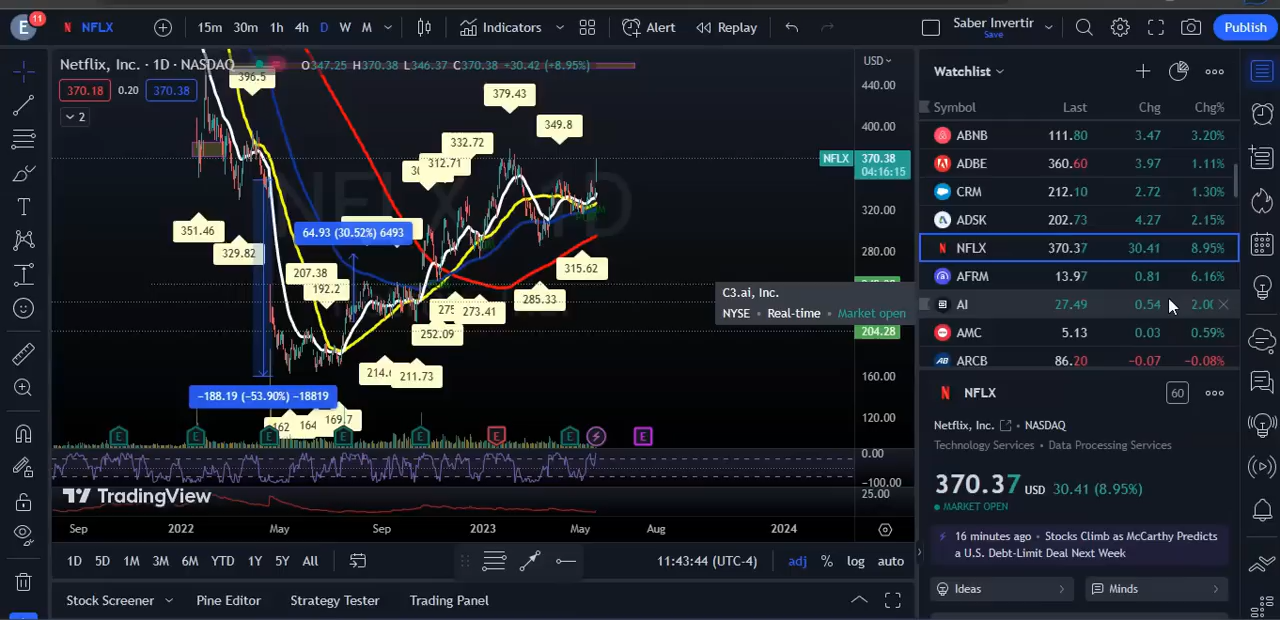 E 11 NFLX 15m 30m 1h 4h D W M Indicators Alert Replay Saber Invertir Save Publish
Netflix, Inc. · 1D · NASDAQ O347.25 H370.38 L346.37 C370.38 +30.42 (+8.95%) USD
370.18 0.20 370.38
2
NFLX 1D
440.00
400.00
NFLX 370.38
04:16:15
320.00
280.00
204.28
160.00
120.00
0.00
−100.00
25.00
396.5
379.43
349.8
332.72
312.71
351.46
329.82
64.93 (30.52%) 6493
207.38
192.2
315.62
285.33
273.41
252.09
211.73
−188.19 (−53.90%) −18819
162 164 169.7
E E E E E E E E
TradingView
Sep 2022 May Sep 2023 May Aug 2024
1D 5D 1M 3M 6M YTD 1Y 5Y All 11:43:44 (UTC-4) adj % log auto
Stock Screener Pine Editor Strategy Tester Trading Panel
C3.ai, Inc.
NYSE • Real-time • Market open
Watchlist
Symbol Last Chg Chg%
ABNB 111.80 3.47 3.20%
ADBE 360.60 3.97 1.11%
CRM 212.10 2.72 1.30%
ADSK 202.73 4.27 2.15%
NFLX 370.37 30.41 8.95%
AFRM 13.97 0.81 6.16%
AI 27.49 0.54 2.00
AMC 5.13 0.03 0.59%
ARCB 86.20 −0.07 −0.08%
NFLX 60
Netflix, Inc. • NASDAQ
Technology Services • Data Processing Services
370.37 USD 30.41 (8.95%)
MARKET OPEN
16 minutes ago • Stocks Climb as McCarthy Predicts
a U.S. Debt-Limit Deal Next Week
Ideas Minds